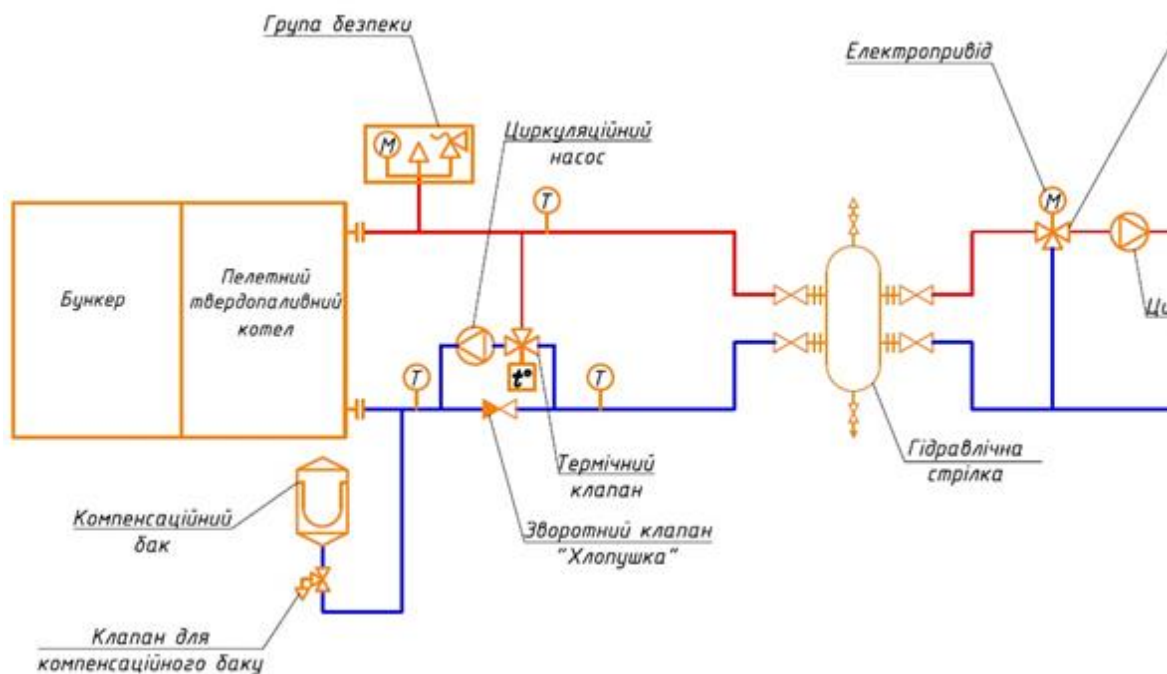 Група безпеки
Електропривід
Циркуляційний
насос
М
М
Т
Бункер
Пелетний
твердопаливний
котел
Ци
Т
t°
Т
Термічний
клапан
Гідравлічна
стрілка
Компенсаційний
бак
Зворотний клапан
"Хлопушка"
Клапан для
компенсаційного баку